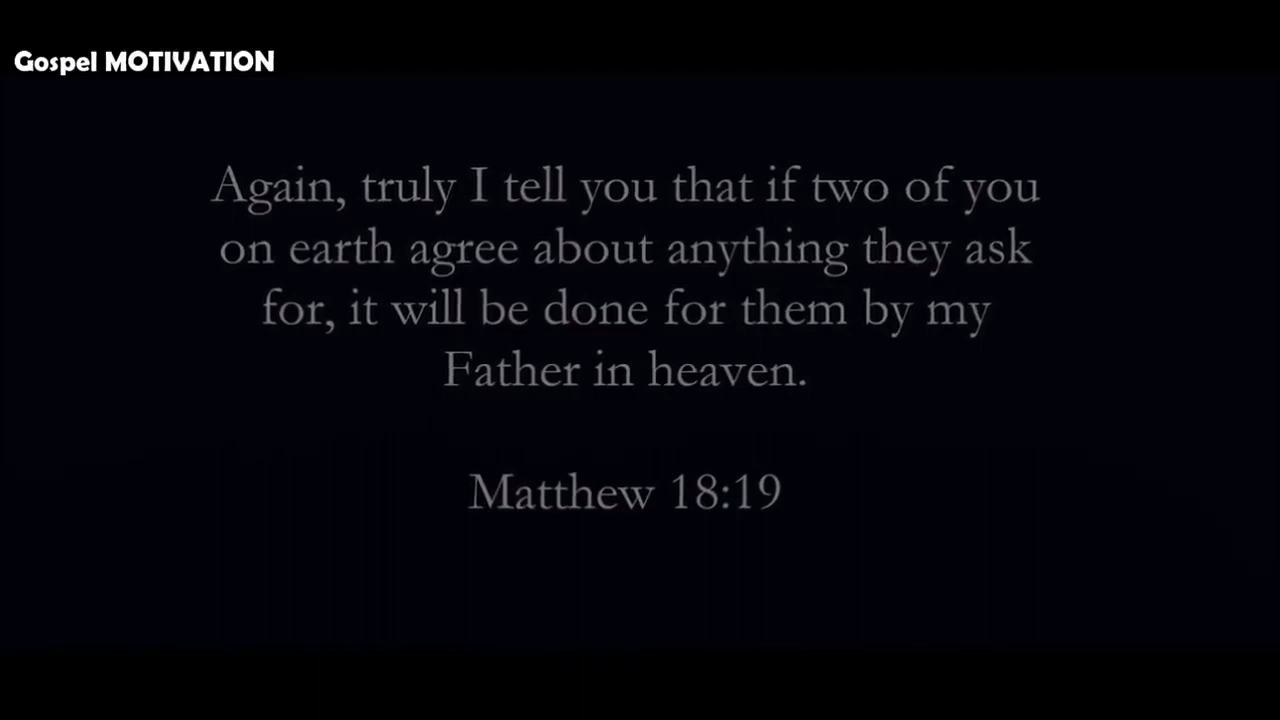 Gospel MOTIVATION
Again, truly I tell you that if two of you
on earth agree about anything they ask
for, it will be done for them by my
Father in heaven.
Matthew 18:19